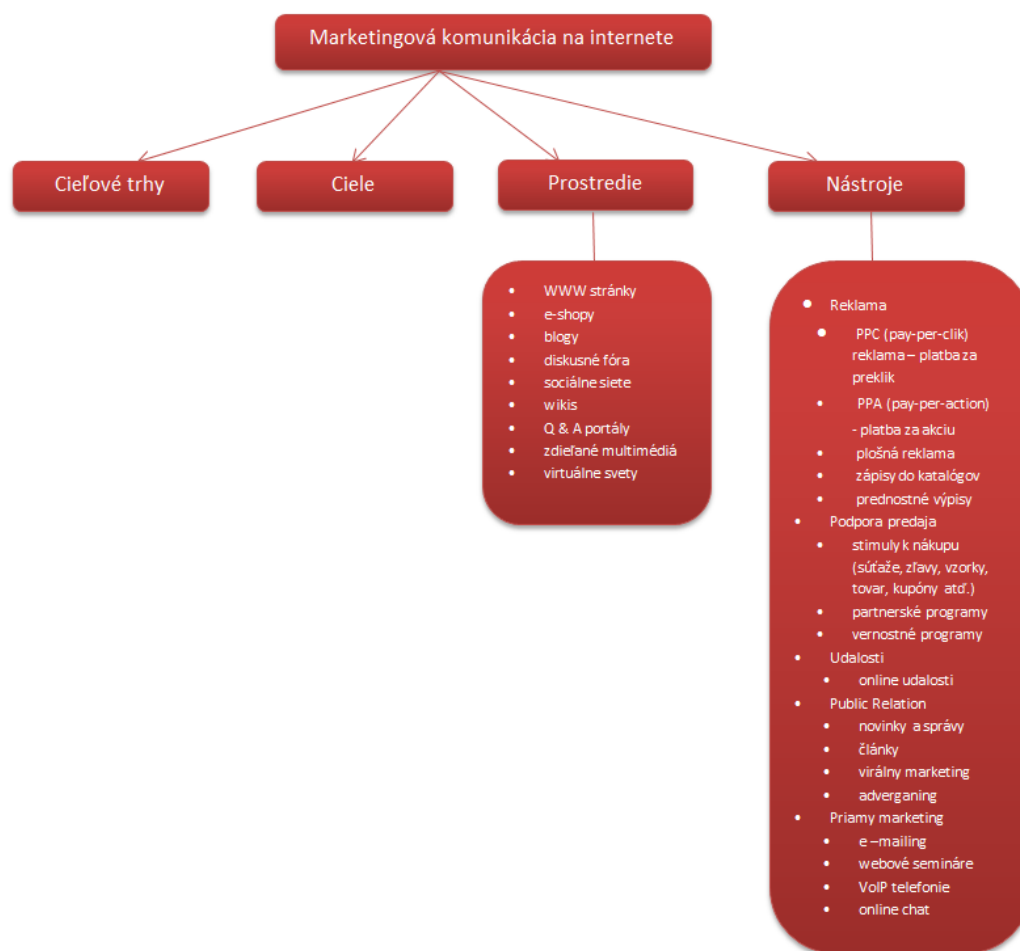 Marketingová komunikácia na internete
Cieľové trhy
Ciele
Prostredie
Nástroje
• WWW stránky
• e-shopy
• blogy
• diskusné fóra
• sociálne siete
• wikis
• Q & A portály
• zdieľané multimédiá
• virtuálne svety
• Reklama
• PPC (pay-per-clik)
reklama – platba za
preklik
• PPA (pay-per-action)
- platba za akciu
• plošná reklama
• zápisy do katalógov
• prednostné výpisy
• Podpora predaja
• stimuly k nákupu
(súťaže, zľavy, vzorky,
tovar, kupóny atď.)
• partnerské programy
• vernostné programy
• Udalosti
• online udalosti
• Public Relation
• novinky a správy
• články
• virálny marketing
• adverganing
• Priamy marketing
• e –mailing
• webové semináre
• VoIP telefonie
• online chat